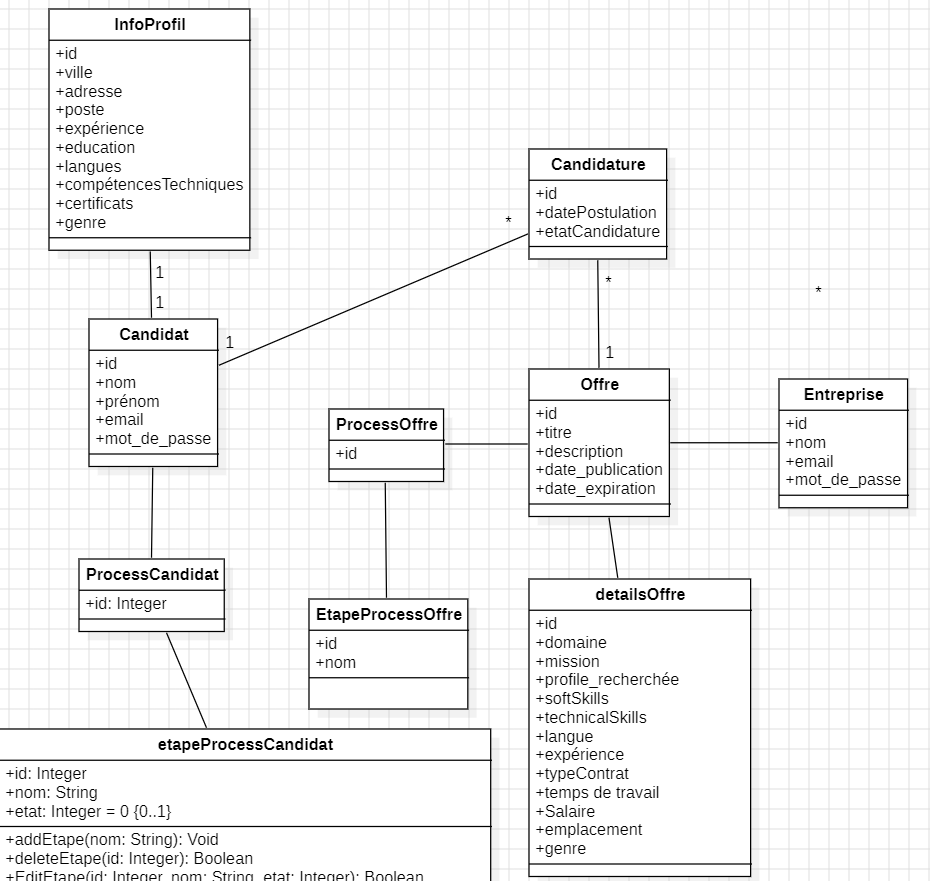 InfoProfil
+id
+ville
+adresse
+poste
+expérience
+education
+langues
+compétencesTechniques
+certificats
+genre
1
1
Candidat
+id
+nom
+prénom
+email
+mot_de_passe
1
*
Candidature
+id
+datePostulation
+etatCandidature
*
1
*
Offre
+id
+titre
+description
+date_publication
+date_expiration
Entreprise
+id
+nom
+email
+mot_de_passe
ProcessOffre
+id
ProcessCandidat
+id: Integer
EtapeProcessOffre
+id
+nom
detailsOffre
+id
+domaine
+mission
+profile_recherchée
+softSkills
+technicalSkills
+langue
+expérience
+typeContrat
+temps de travail
+Salaire
+emplacement
+genre
etapeProcessCandidat
+id: Integer
+nom: String
+etat: Integer = 0 {0..1}
+addEtape(nom: String): Void
+deleteEtape(id: Integer): Boolean
+EditEtape(id: Integer, nom: String, etat: Integer): Boolean